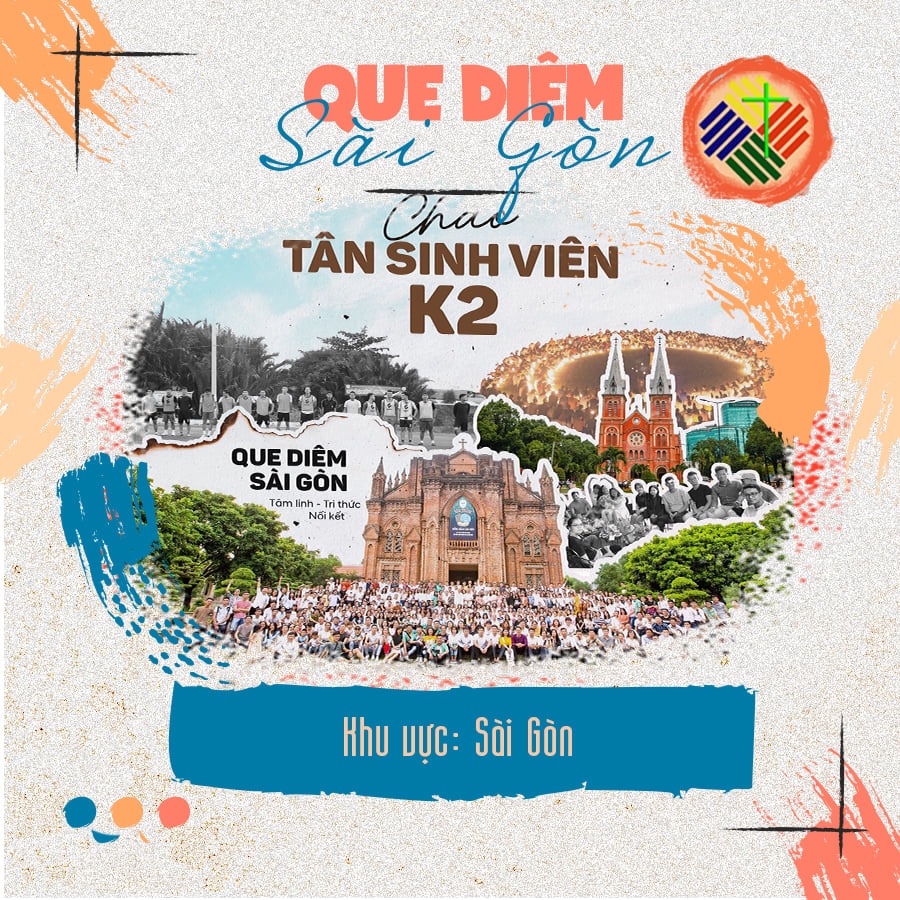 QUE DIÊM
Sài Gòn
Chao
TÂN SINH VIÊN
K2
QUE DIÊM
SÀI GÒN
Tâm linh - Tri thức
Nối kết
Khu vực: Sài Gòn